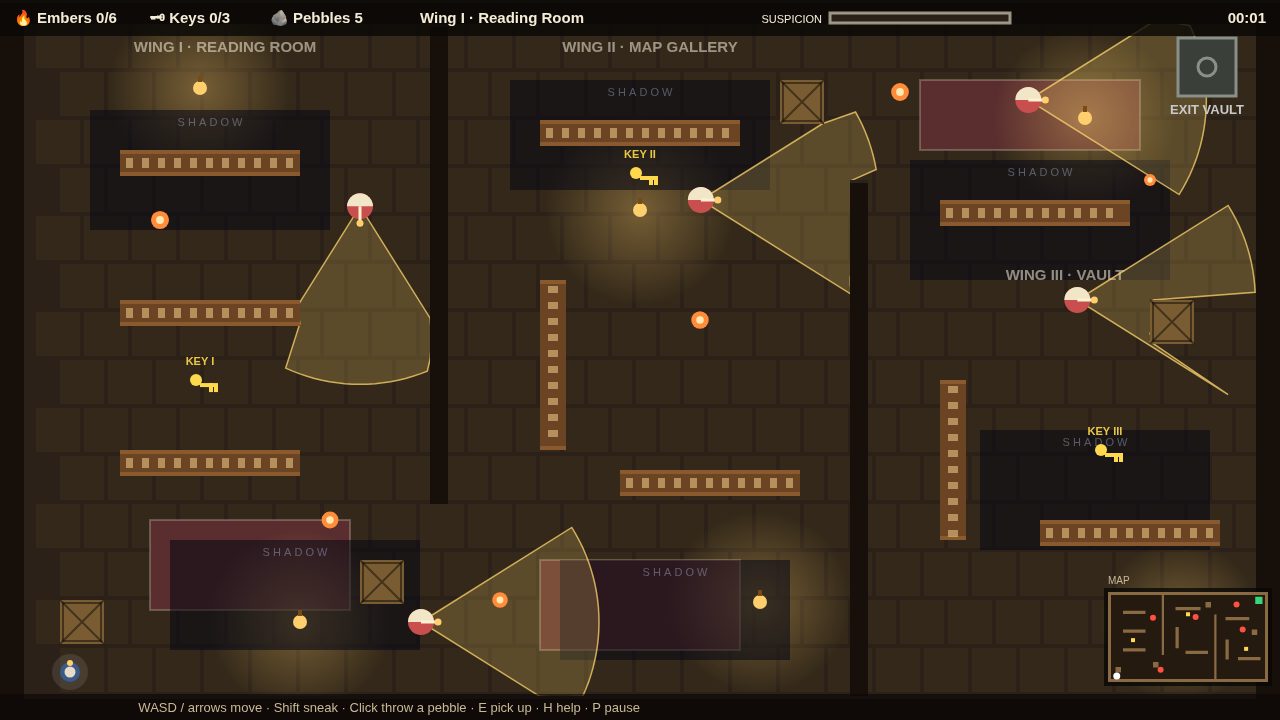 🔥 Embers 0/6 🗝 Keys 0/3 🪨 Pebbles 5 Wing I · Reading Room SUSPICION 00:01
WING I · READING ROOM
WING II · MAP GALLERY
EXIT VAULT
SHADOW
SHADOW
SHADOW
KEY II
WING III · VAULT
KEY I
KEY III
SHADOW
SHADOW
SHADOW
MAP
WASD / arrows move · Shift sneak · Click throw a pebble · E pick up · H help · P pause